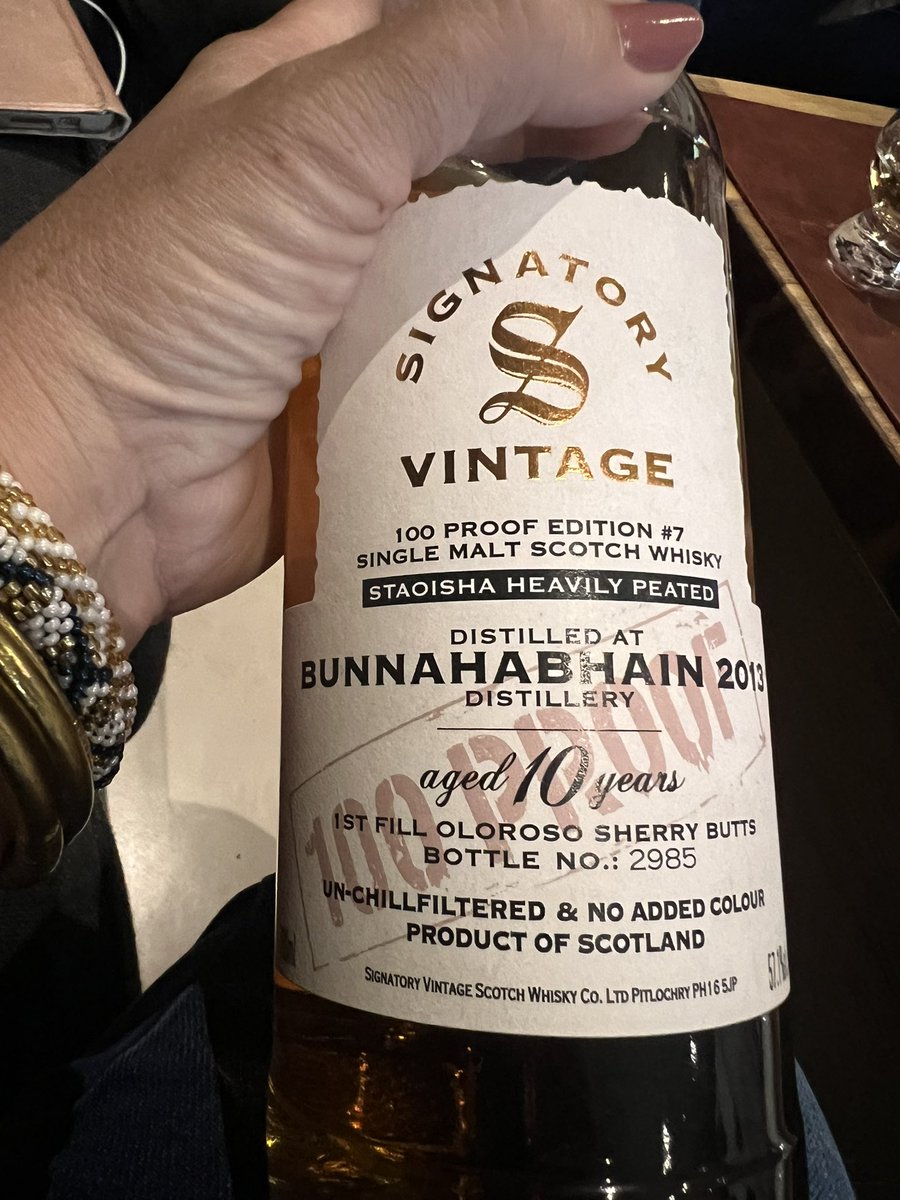 SIGNATORY
S
VINTAGE
100 PROOF EDITION #7
SINGLE MALT SCOTCH WHISKY
STAOISHA HEAVILY PEATED
DISTILLED AT
BUNNAHABHAIN 2013
DISTILLERY
100 PROOF
aged 10 years
1ST FILL OLOROSO SHERRY BUTTS
BOTTLE NO.: 2985
UN-CHILLFILTERED & NO ADDED COLOUR
PRODUCT OF SCOTLAND
57.1%
SIGNATORY VINTAGE SCOTCH WHISKY CO. LTD PITLOCHRY PH16 5JP